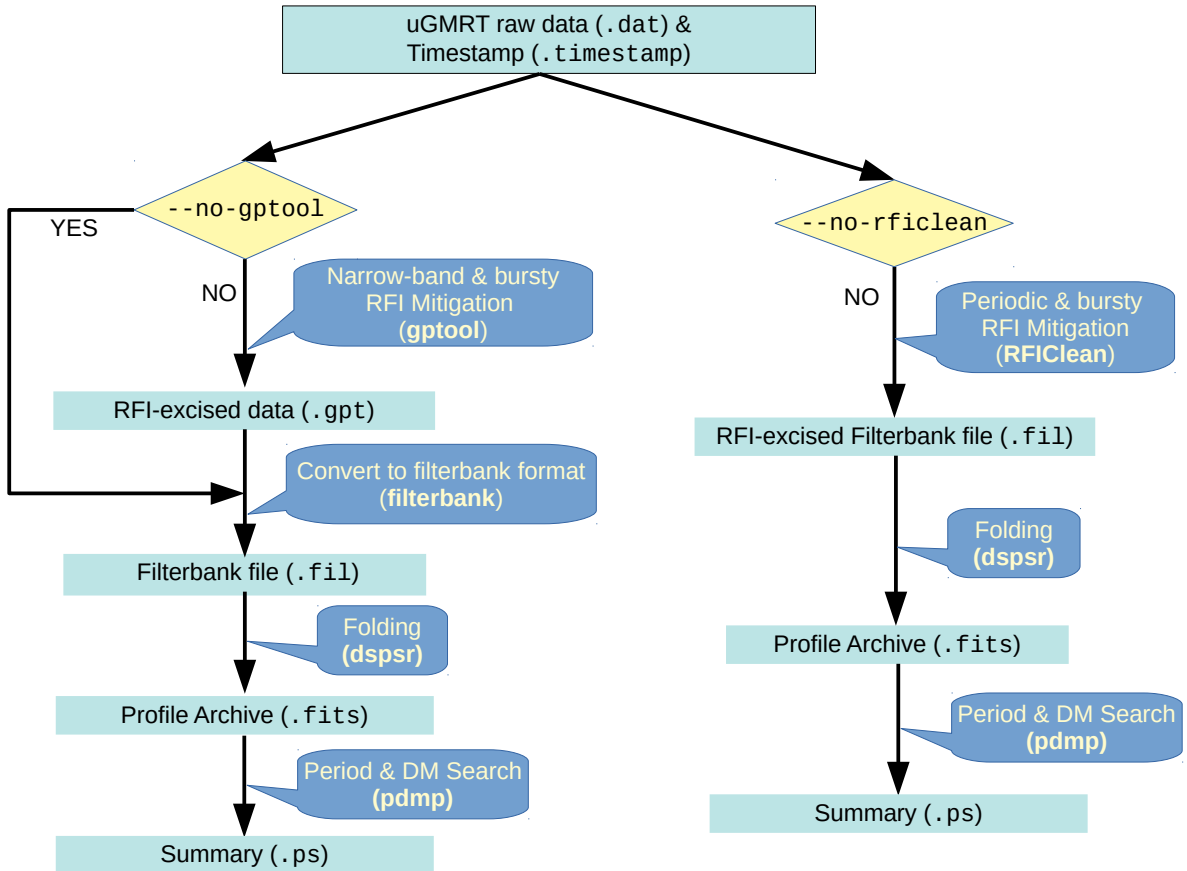 uGMRT raw data (.dat) &
Timestamp (.timestamp)
--no-gptool
YES
NO
Narrow-band & bursty
RFI Mitigation
(gptool)
RFI-excised data (.gpt)
Convert to filterbank format
(filterbank)
Filterbank file (.fil)
Folding
(dspsr)
Profile Archive (.fits)
Period & DM Search
(pdmp)
Summary (.ps)
--no-rficlean
NO
Periodic & bursty
RFI Mitigation
(RFIClean)
RFI-excised Filterbank file (.fil)
Folding
(dspsr)
Profile Archive (.fits)
Period & DM Search
(pdmp)
Summary (.ps)